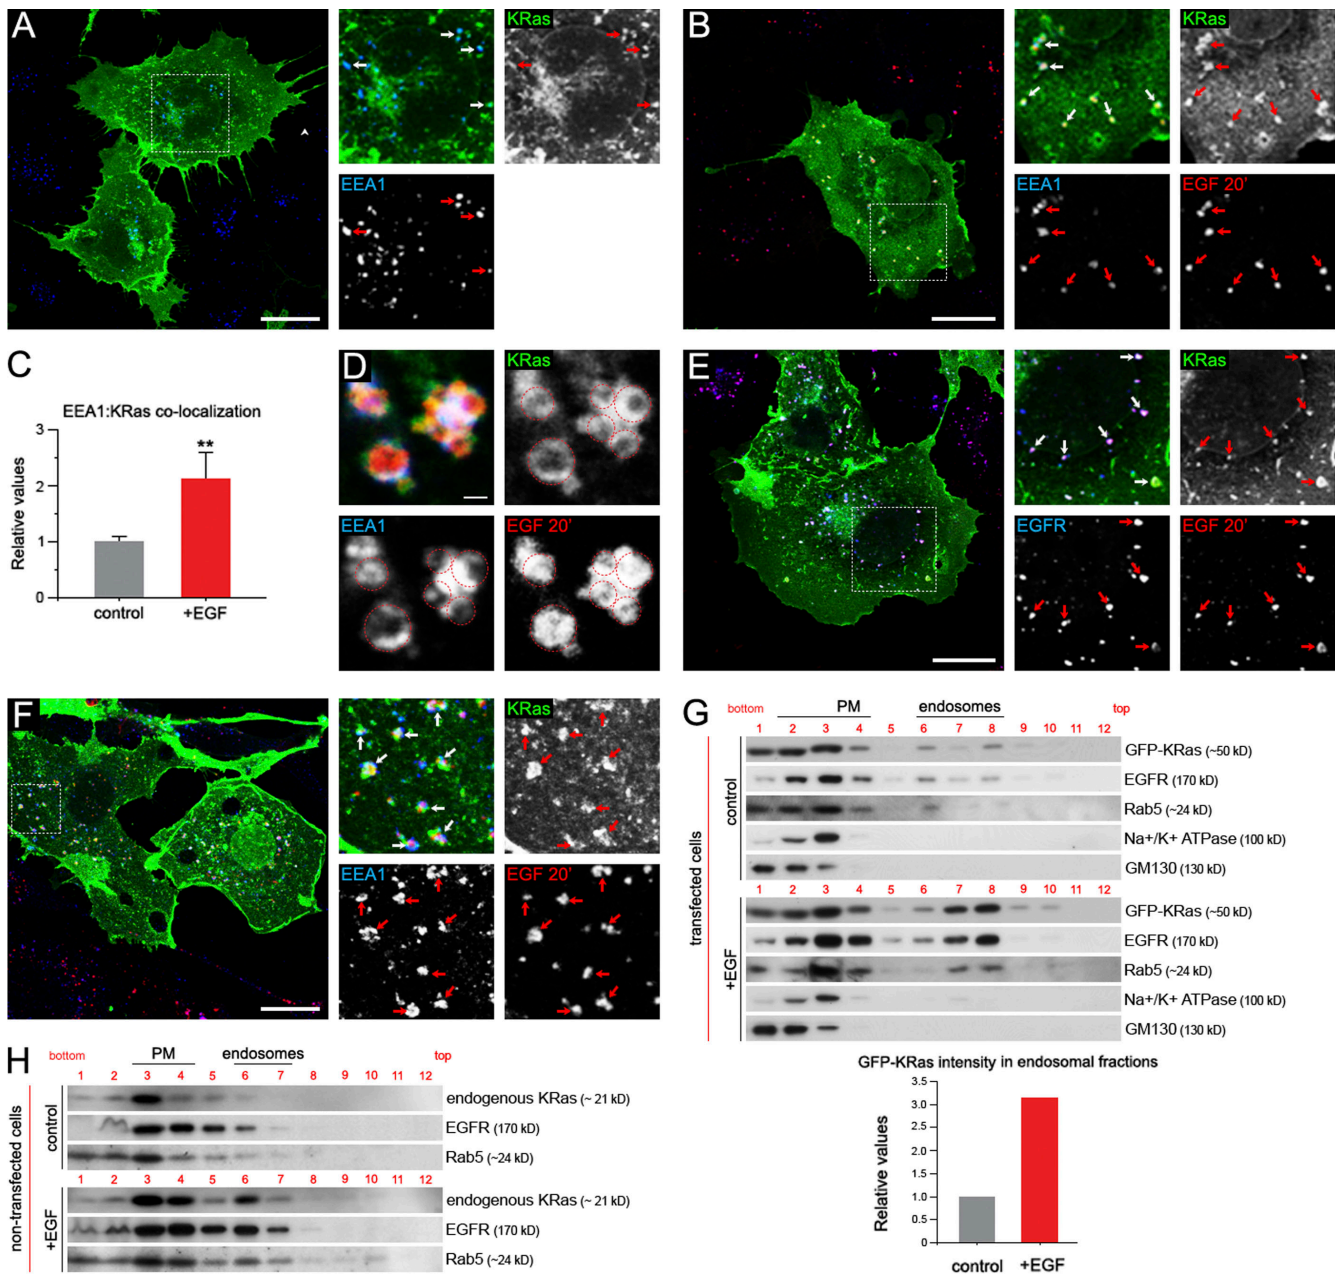 A
KRas
EEA1
B
KRas
EEA1
EGF 20'
C
EEA1:KRas co-localization
Relative values
3
2
1
0
**
control
+EGF
D
KRas
EEA1
EGF 20'
E
KRas
EGFR
EGF 20'
F
KRas
EEA1
EGF 20'
G
bottom PM endosomes top
1 2 3 4 5 6 7 8 9 10 11 12
transfected cells
control
GFP-KRas (~50 kD)
EGFR (170 kD)
Rab5 (~24 kD)
Na+/K+ ATPase (100 kD)
GM130 (130 kD)
1 2 3 4 5 6 7 8 9 10 11 12
+EGF
GFP-KRas (~50 kD)
EGFR (170 kD)
Rab5 (~24 kD)
Na+/K+ ATPase (100 kD)
GM130 (130 kD)
GFP-KRas intensity in endosomal fractions
Relative values
3.5
3.0
2.5
2.0
1.5
1.0
0.5
0
control
+EGF
H
bottom PM endosomes top
1 2 3 4 5 6 7 8 9 10 11 12
non-transfected cells
control
endogenous KRas (~ 21 kD)
EGFR (170 kD)
Rab5 (~24 kD)
1 2 3 4 5 6 7 8 9 10 11 12
+EGF
endogenous KRas (~ 21 kD)
EGFR (170 kD)
Rab5 (~24 kD)